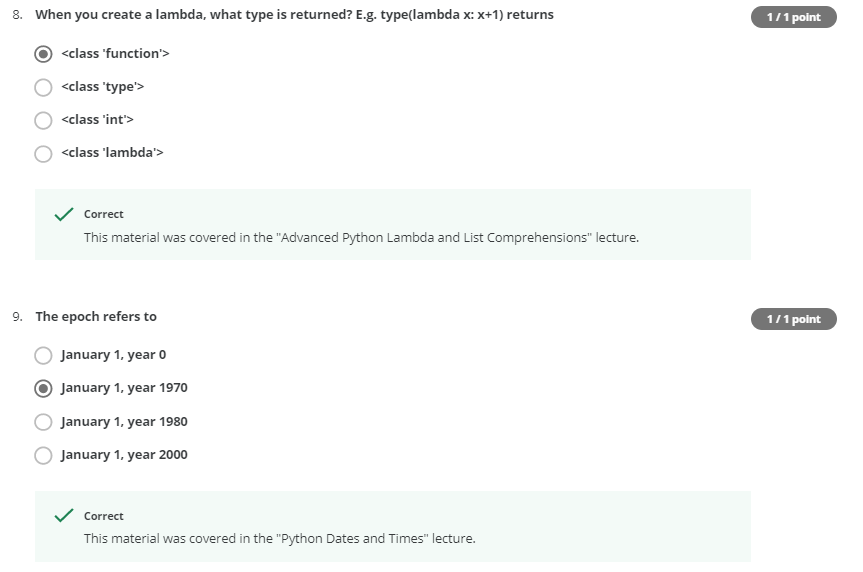 8. When you create a lambda, what type is returned? E.g. type(lambda x: x+1) returns
1 / 1 point
<class 'function'>
<class 'type'>
<class 'int'>
<class 'lambda'>
Correct
This material was covered in the "Advanced Python Lambda and List Comprehensions" lecture.
9. The epoch refers to
1 / 1 point
January 1, year 0
January 1, year 1970
January 1, year 1980
January 1, year 2000
Correct
This material was covered in the "Python Dates and Times" lecture.